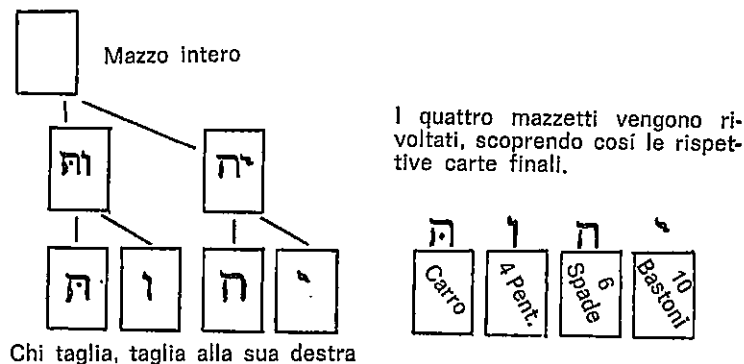 Mazzo intero
והּ
יה
הּ
ו
ה
י
Chi taglia, taglia alla sua destra
I quattro mazzetti vengono ri-
voltati, scoprendo cosí le rispet-
tive carte finali.
הּ
ו
ה
י
Carro
4 Pent.
6
Spade
10
Bastoni